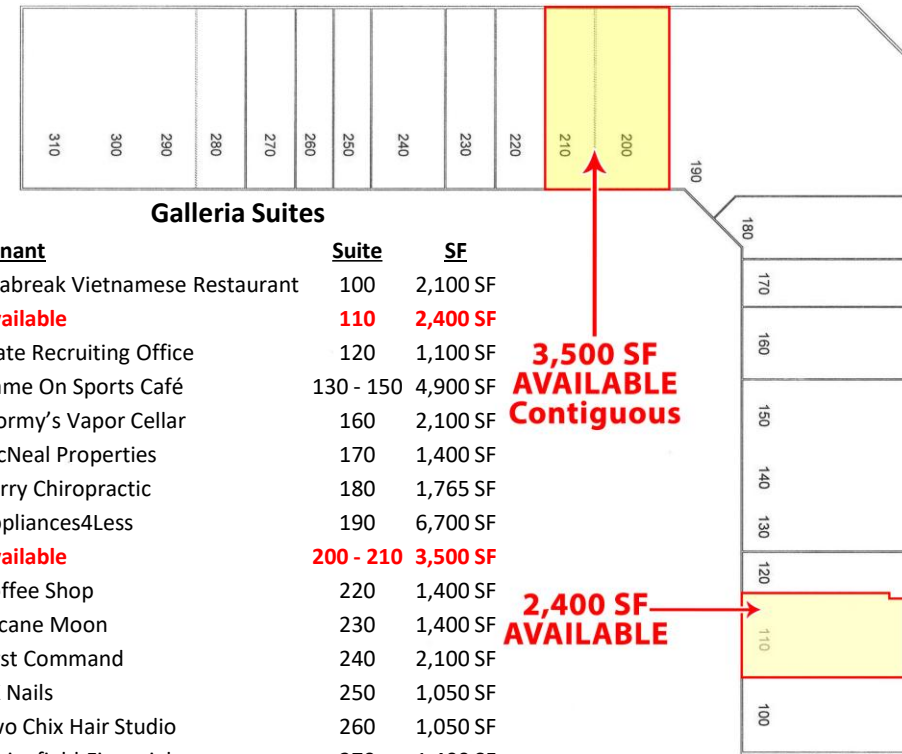 310 300 290 280 270 260 250 240 230 220 210 200 190
180
170
160
150
140
130
120
110
100
Galleria Suites
nant Suite SF
abreak Vietnamese Restaurant 100 2,100 SF
ailable 110 2,400 SF
ate Recruiting Office 120 1,100 SF
me On Sports Café 130 - 150 4,900 SF
ormy's Vapor Cellar 160 2,100 SF
cNeal Properties 170 1,400 SF
rry Chiropractic 180 1,765 SF
pliances4Less 190 6,700 SF
ailable 200 - 210 3,500 SF
ffee Shop 220 1,400 SF
cane Moon 230 1,400 SF
st Command 240 2,100 SF
Nails 250 1,050 SF
vo Chix Hair Studio 260 1,050 SF
3,500 SF
AVAILABLE
Contiguous
2,400 SF
AVAILABLE